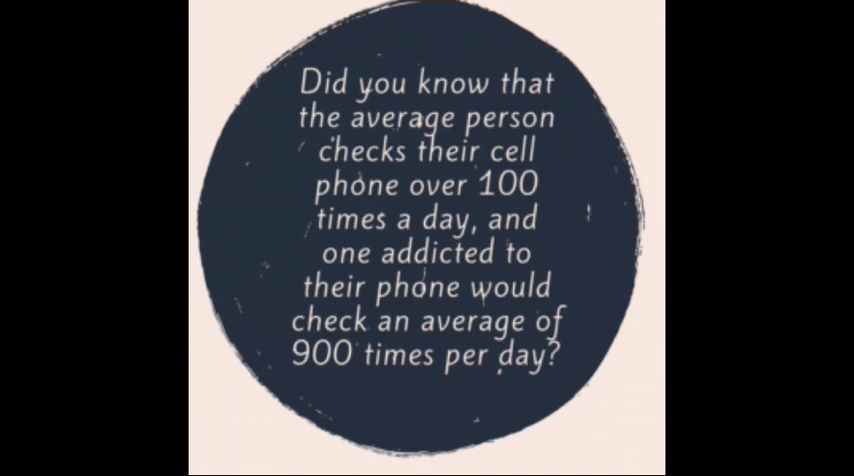 Did you know that
the average person
checks their cell
phone over 100
times a day, and
one addicted to
their phone would
check an average of
900 times per day?